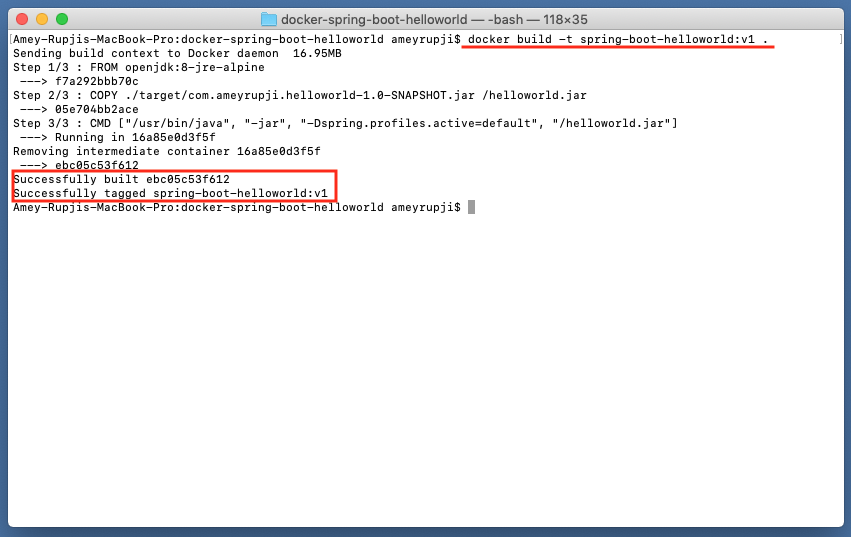 docker-spring-boot-helloworld — -bash — 118×35
[Amey-Rupjis-MacBook-Pro:docker-spring-boot-helloworld ameyrupji$ docker build -t spring-boot-helloworld:v1 . ]
Sending build context to Docker daemon  16.95MB
Step 1/3 : FROM openjdk:8-jre-alpine
 ---> f7a292bbb70c
Step 2/3 : COPY ./target/com.ameyrupji.helloworld-1.0-SNAPSHOT.jar /helloworld.jar
 ---> 05e704bb2ace
Step 3/3 : CMD ["/usr/bin/java", "-jar", "-Dspring.profiles.active=default", "/helloworld.jar"]
 ---> Running in 16a85e0d3f5f
Removing intermediate container 16a85e0d3f5f
 ---> ebc05c53f612
Successfully built ebc05c53f612
Successfully tagged spring-boot-helloworld:v1
Amey-Rupjis-MacBook-Pro:docker-spring-boot-helloworld ameyrupji$